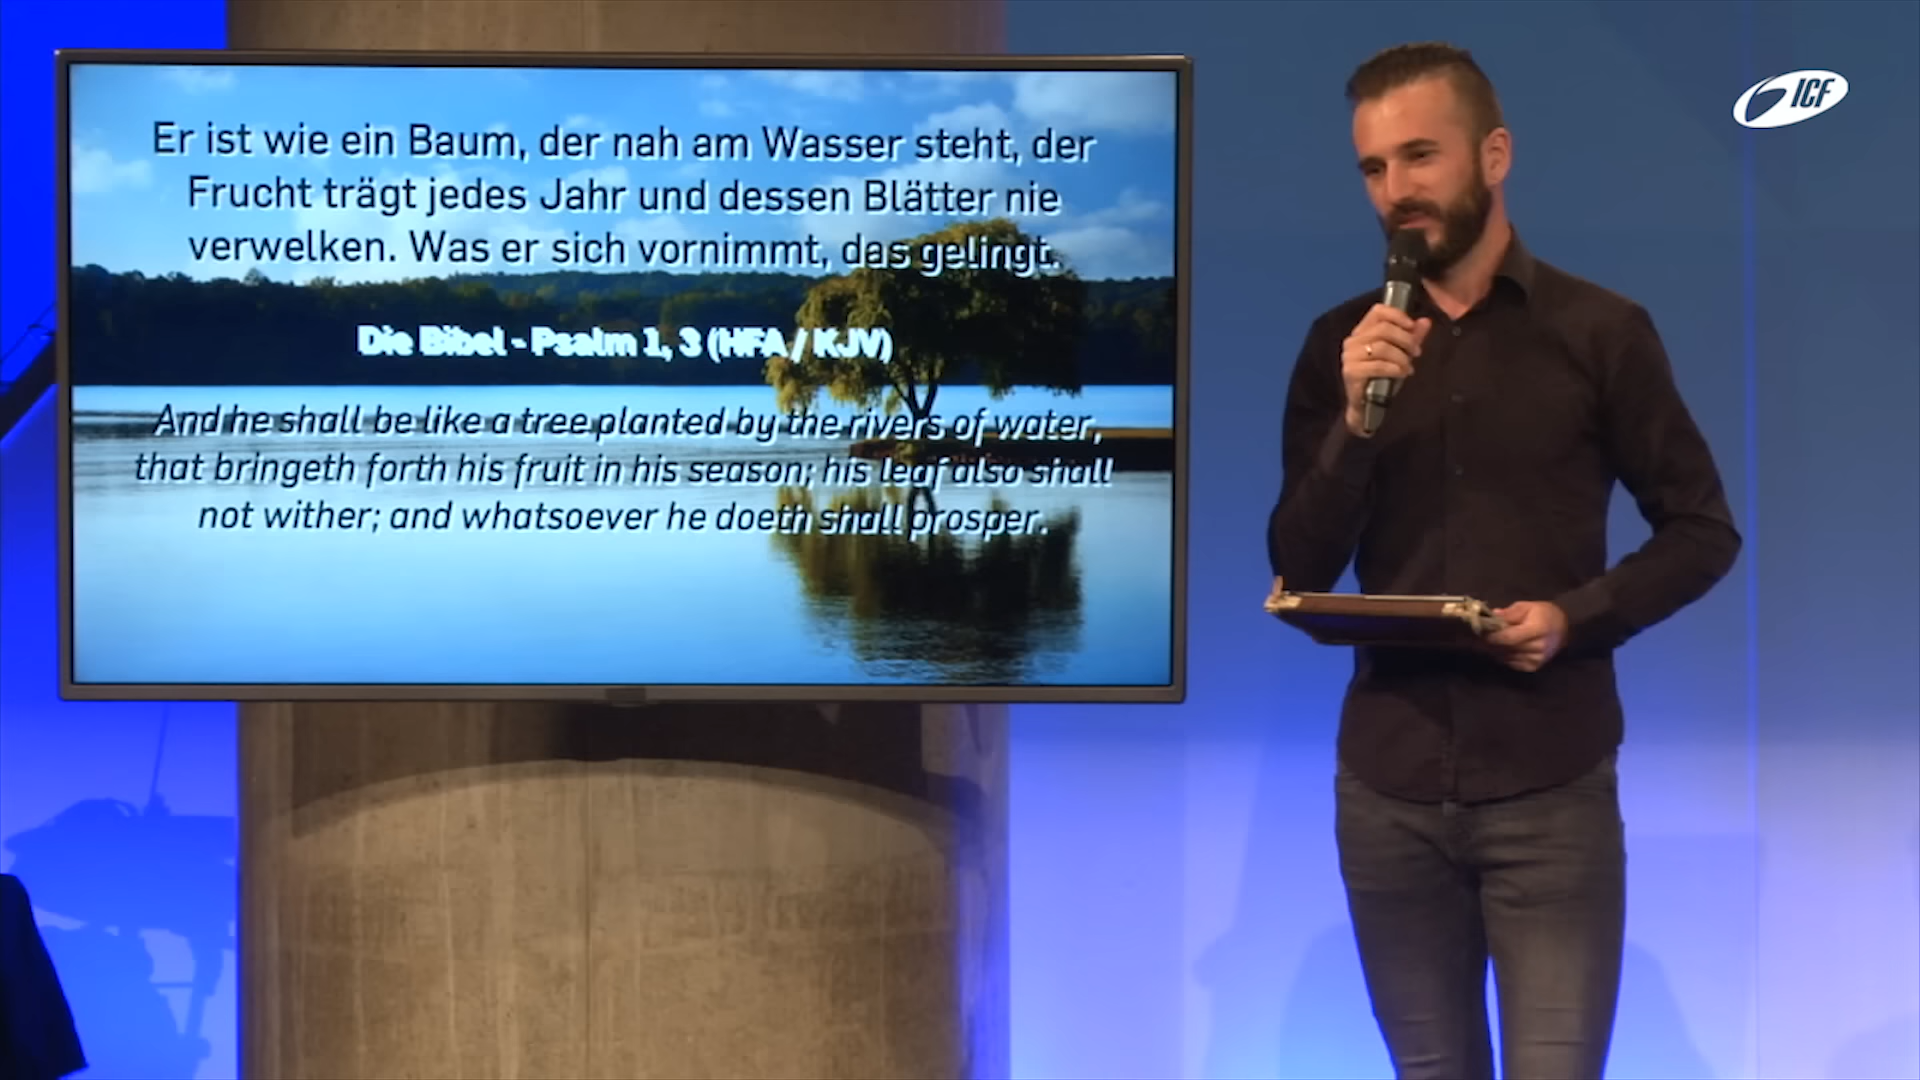 Er ist wie ein Baum, der nah am Wasser steht, der
Frucht trägt jedes Jahr und dessen Blätter nie
verwelken. Was er sich vornimmt, das gelingt.
Die Bibel - Psalm 1, 3 (HFA / KJV)
And he shall be like a tree planted by the rivers of water,
that bringeth forth his fruit in his season; his leaf also shall
not wither; and whatsoever he doeth shall prosper.
ICF